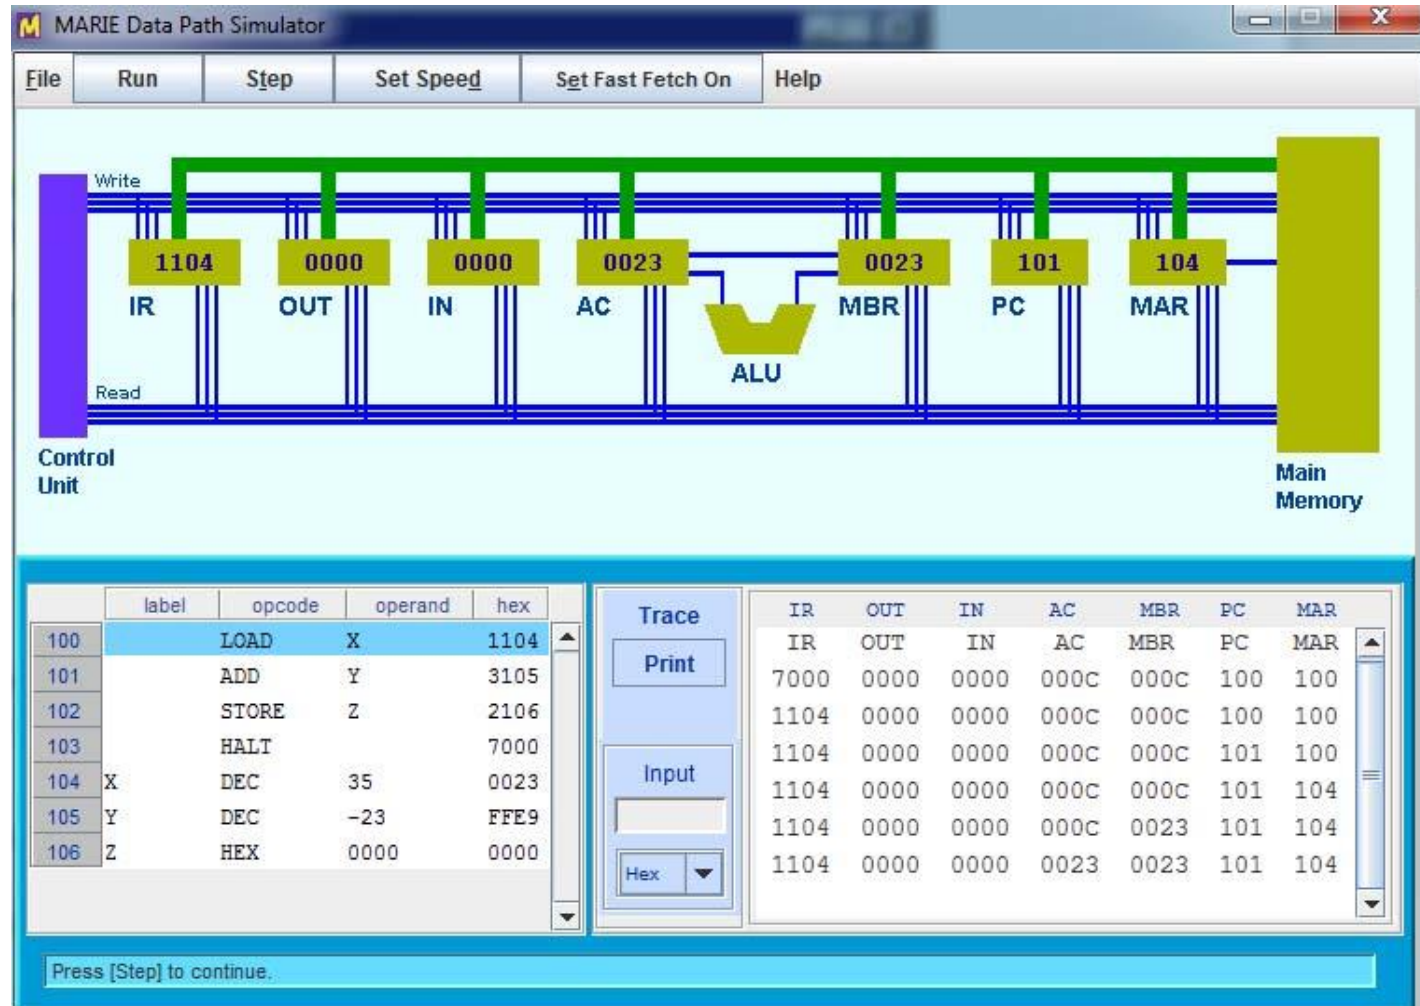 MARIE Data Path Simulator
File Run Step Set Speed Set Fast Fetch On Help
Write
1104 0000 0000 0023 0023 101 104
IR OUT IN AC MBR PC MAR
ALU
Read
Control
Unit
Main
Memory
label opcode operand hex
100 LOAD X 1104
101 ADD Y 3105
102 STORE Z 2106
103 HALT 7000
104 X DEC 35 0023
105 Y DEC -23 FFE9
106 Z HEX 0000 0000
Trace
Print
Input
Hex
IR OUT IN AC MBR PC MAR
IR OUT IN AC MBR PC MAR
7000 0000 0000 000C 000C 100 100
1104 0000 0000 000C 000C 100 100
1104 0000 0000 000C 000C 101 100
1104 0000 0000 000C 000C 101 104
1104 0000 0000 000C 0023 101 104
1104 0000 0000 0023 0023 101 104
Press [Step] to continue.